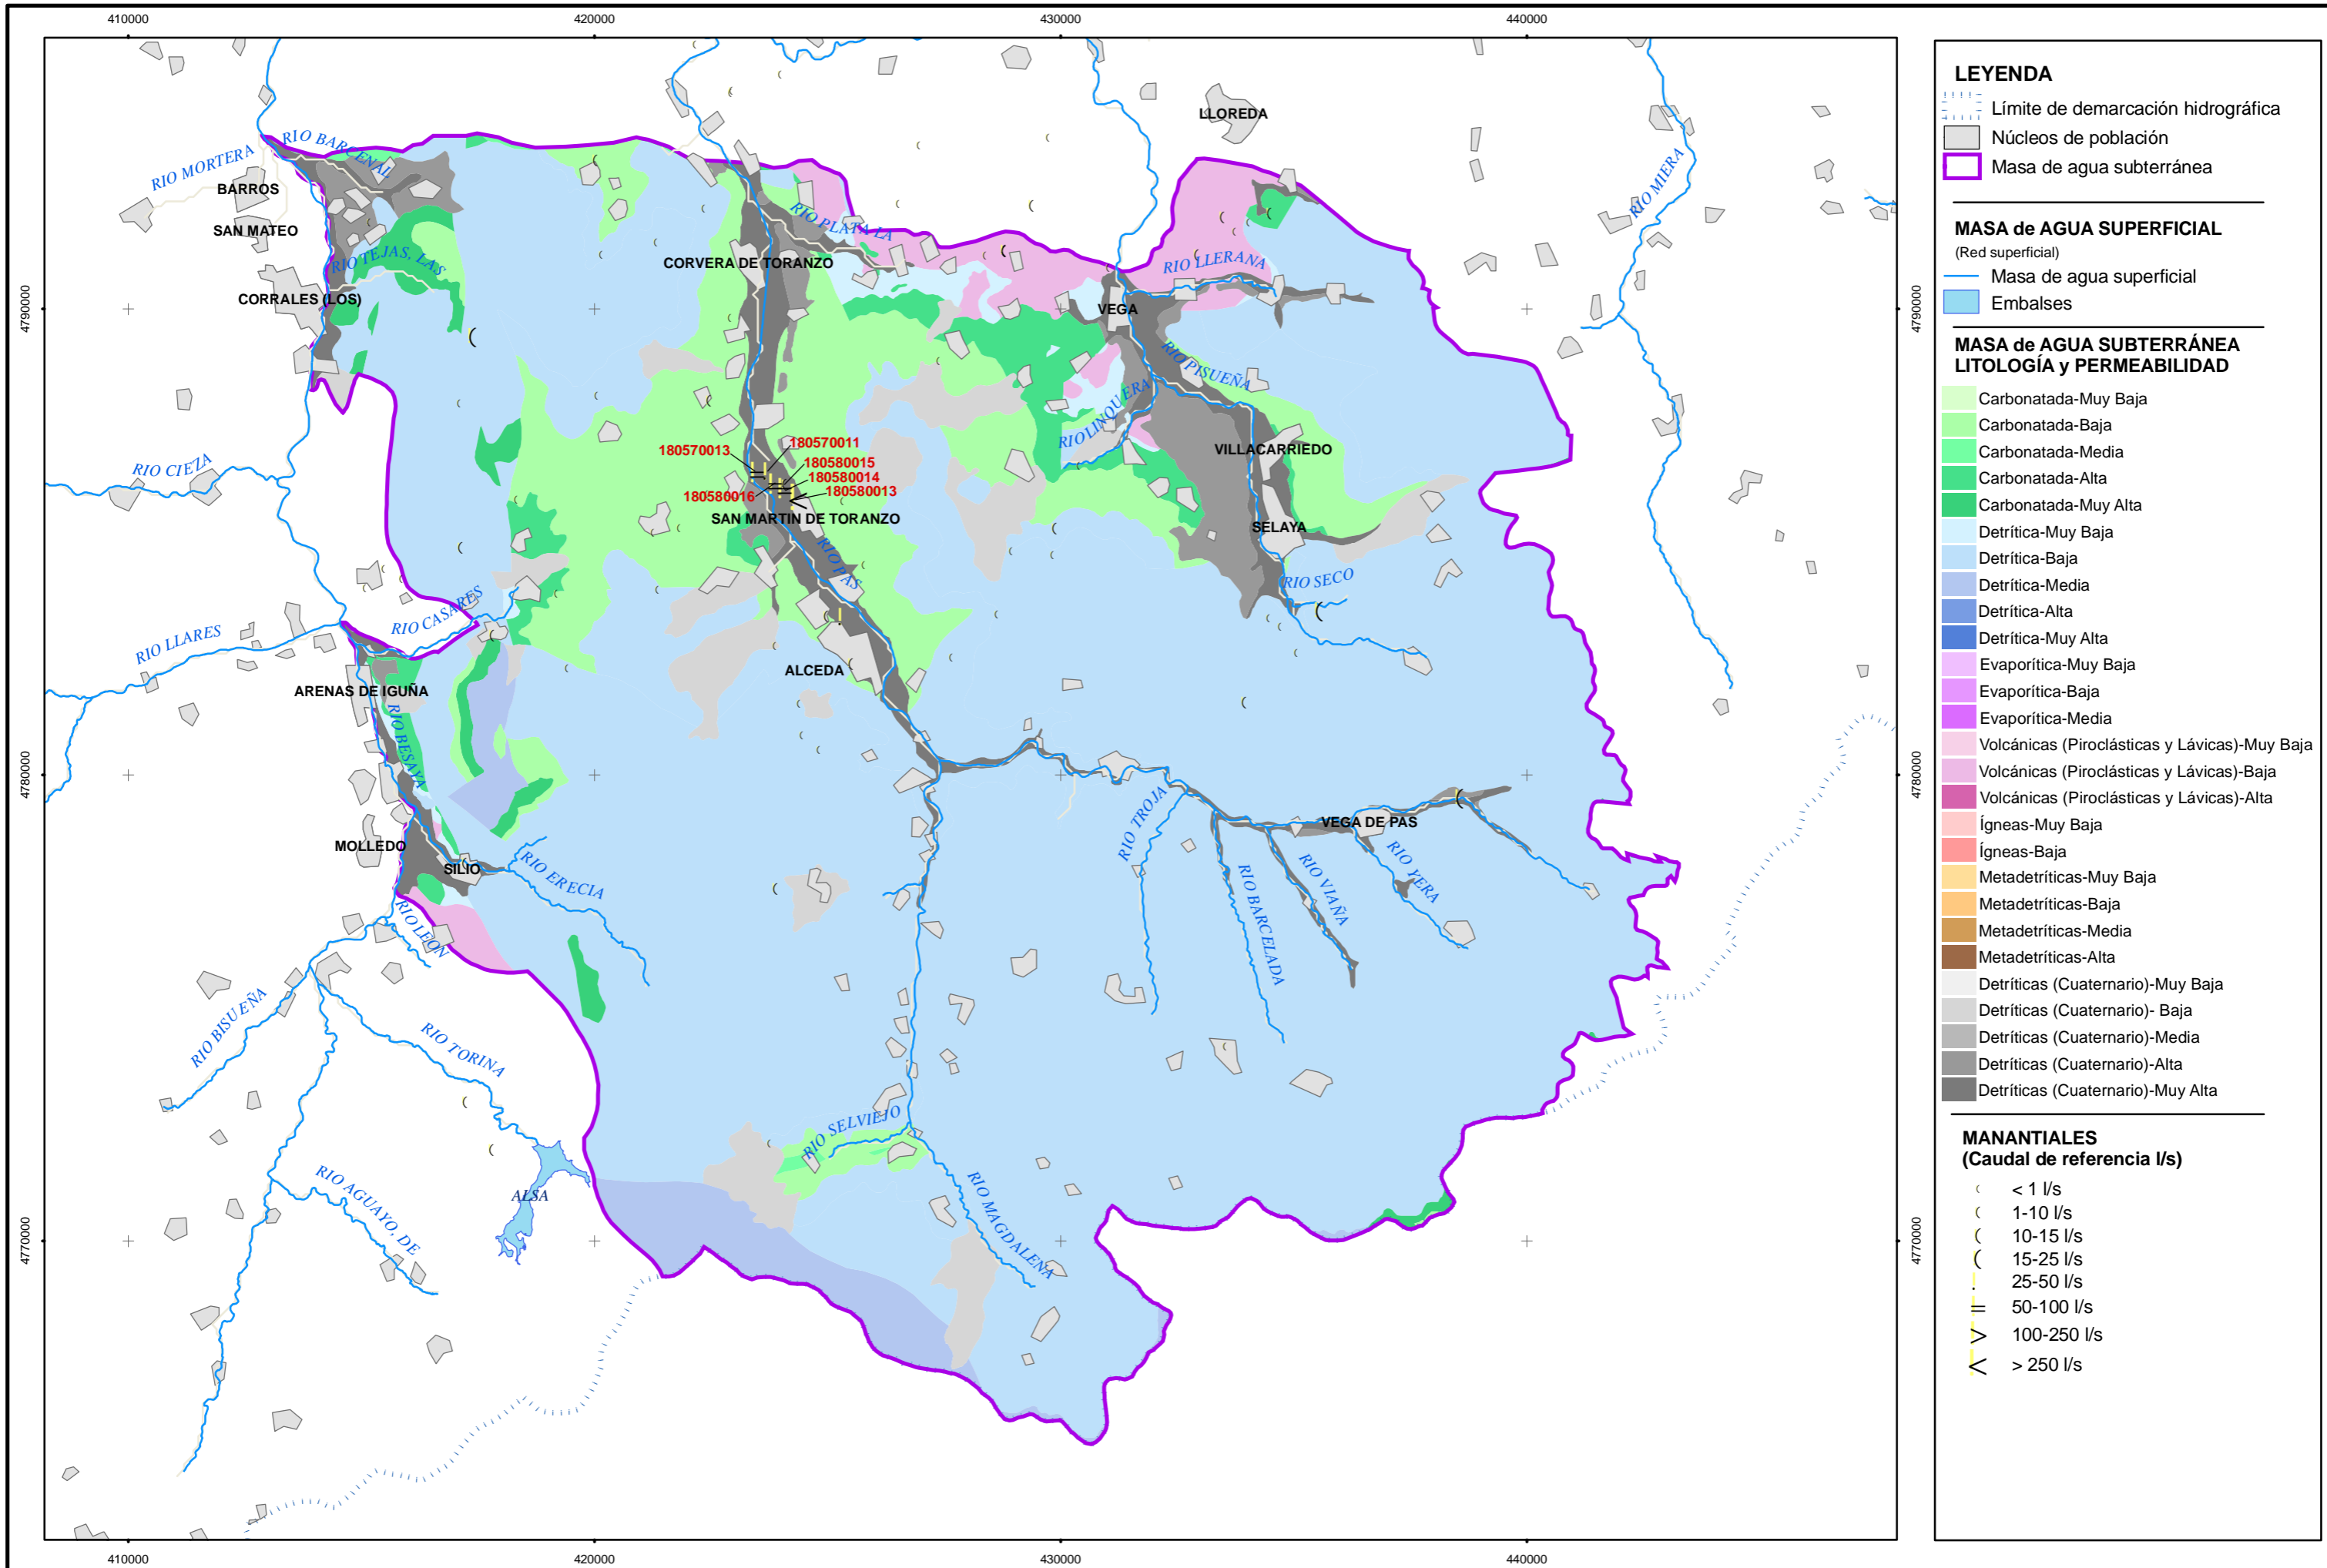 410000
420000
430000
440000
LLOREDA
RIO BARCENAL
RIO MORTERA
BARROS
RIO MIERA
SAN MATEO
RIO PLATA LA
RIO TEJAS, LAS
CORVERA DE TORANZO
RIO LLERANA
CORRALES (LOS)
4790000
VEGA
4790000
RIO PISUEÑA
RIO LINQUERA
180570011
180570013
VILLACARRIEDO
RIO CIEZA
180580015
180580014
180580016
180580013
SAN MARTIN DE TORANZO
SELAYA
RIO PAS
RIO SECO
RIO CASARES
RIO LLARES
ALCEDA
ARENAS DE IGUÑA
RIO BESAYA
4780000
4780000
RIO TROJA
VEGA DE PAS
MOLLEDO
SILIO
RIO ERECIA
RIO VIAÑA
RIO YERA
RIO BARCELADA
RIO LEON
RIO BISUEÑA
RIO TORINA
RIO SELVIEJO
RIO AGUAYO, DE
ALSA
RIO MAGDALENA
4770000
4770000
410000
420000
430000
440000
LEYENDA
Límite de demarcación hidrográfica
Núcleos de población
Masa de agua subterránea
MASA de AGUA SUPERFICIAL
(Red superficial)
Masa de agua superficial
Embalses
MASA de AGUA SUBTERRÁNEA
LITOLOGÍA y PERMEABILIDAD
Carbonatada-Muy Baja
Carbonatada-Baja
Carbonatada-Media
Carbonatada-Alta
Carbonatada-Muy Alta
Detrítica-Muy Baja
Detrítica-Baja
Detrítica-Media
Detrítica-Alta
Detrítica-Muy Alta
Evaporítica-Muy Baja
Evaporítica-Baja
Evaporítica-Media
Volcánicas (Piroclásticas y Lávicas)-Muy Baja
Volcánicas (Piroclásticas y Lávicas)-Baja
Volcánicas (Piroclásticas y Lávicas)-Alta
Ígneas-Muy Baja
Ígneas-Baja
Metadetríticas-Muy Baja
Metadetríticas-Baja
Metadetríticas-Media
Metadetríticas-Alta
Detríticas (Cuaternario)-Muy Baja
Detríticas (Cuaternario)- Baja
Detríticas (Cuaternario)-Media
Detríticas (Cuaternario)-Alta
Detríticas (Cuaternario)-Muy Alta
MANANTIALES
(Caudal de referencia l/s)
< 1 l/s
1-10 l/s
10-15 l/s
15-25 l/s
25-50 l/s
50-100 l/s
100-250 l/s
> 250 l/s